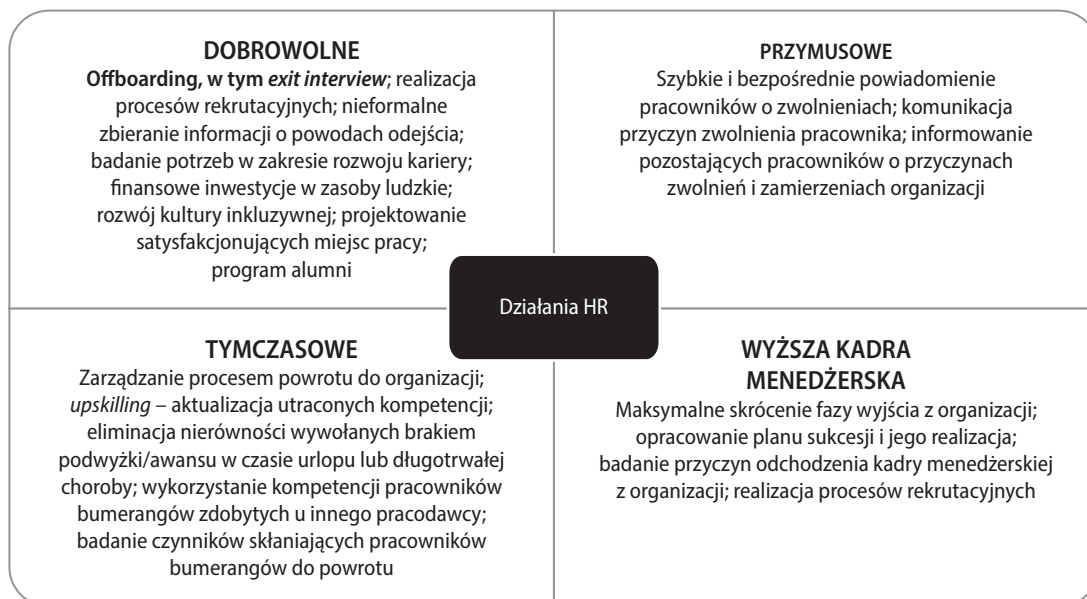 DOBROWOLNE
Offboarding, w tym exit interview; realizacja
procesów rekrutacyjnych; nieformalne
zbieranie informacji o powodach odejścia;
badanie potrzeb w zakresie rozwoju kariery;
finansowe inwestycje w zasoby ludzkie;
rozwój kultury inkluzywnej; projektowanie
satysfakcjonujących miejsc pracy;
program alumni
PRZYMUSOWE
Szybkie i bezpośrednie powiadomienie
pracowników o zwolnieniach; komunikacja
przyczyn zwolnienia pracownika; informowanie
pozostających pracowników o przyczynach
zwolnień i zamierzeniach organizacji
Działania HR
TYMCZASOWE
Zarządzanie procesem powrotu do organizacji;
upskilling – aktualizacja utraconych kompetencji;
eliminacja nierówności wywołanych brakiem
podwyżki/awansu w czasie urlopu lub długotrwałej
choroby; wykorzystanie kompetencji pracowników
bumerangów zdobytych u innego pracodawcy;
badanie czynników skłaniających pracowników
bumerangów do powrotu
WYŻSZA KADRA
MENEDŻERSKA
Maksymalne skrócenie fazy wyjścia z organizacji;
opracowanie planu sukcesji i jego realizacja;
badanie przyczyn odchodzenia kadry menedżerskiej
z organizacji; realizacja procesów rekrutacyjnych